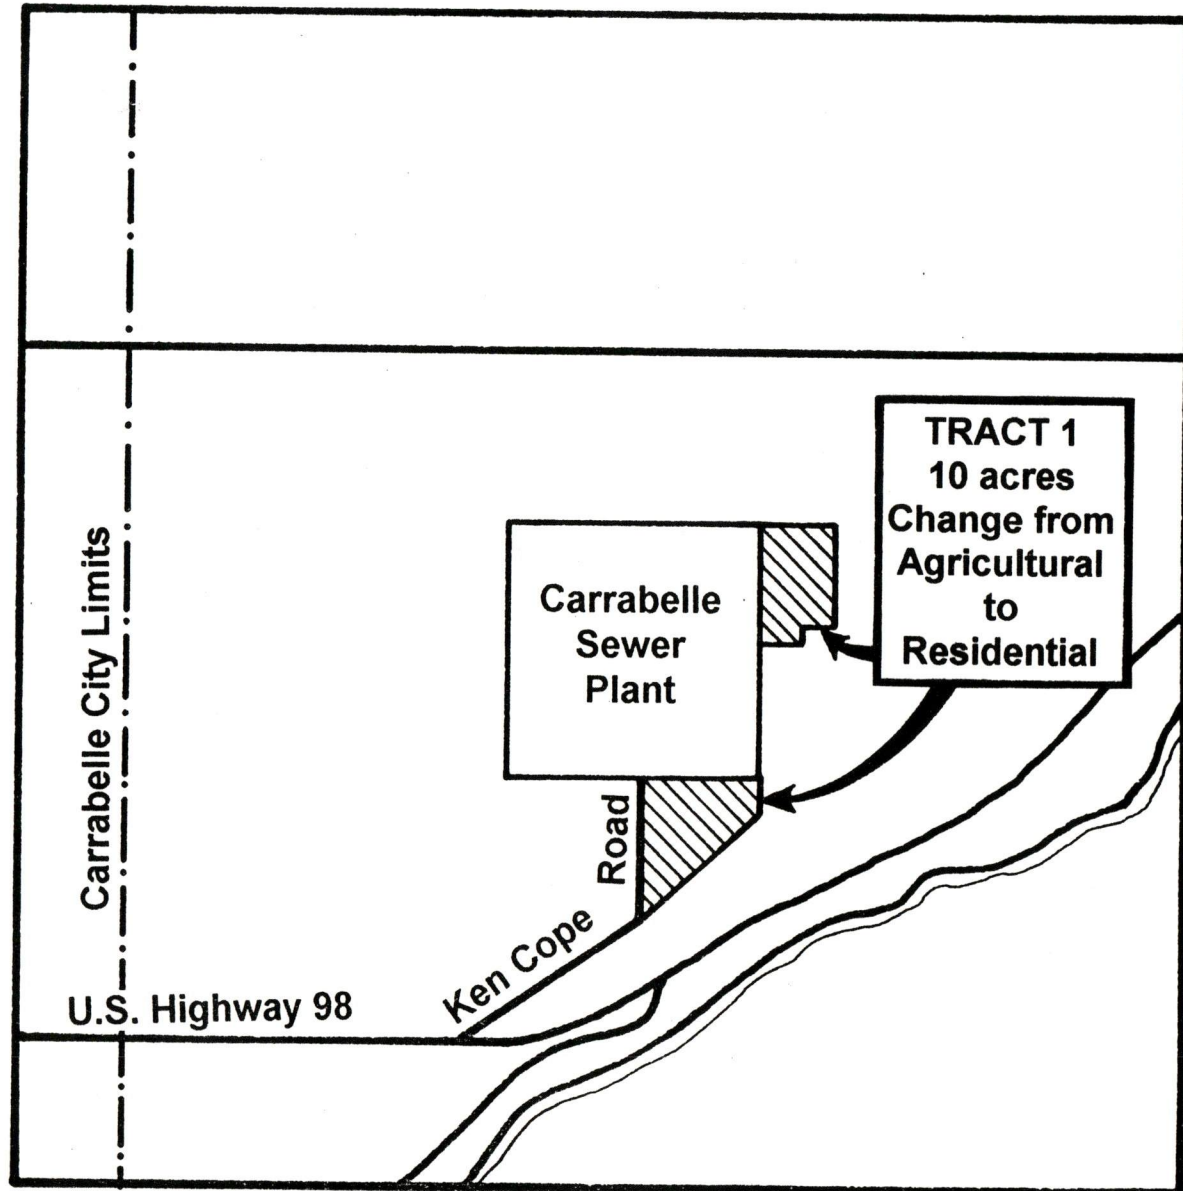 TRACT 1
10 acres
Change from
Agricultural
to
Residential
Carrabelle
Sewer
Plant
Carrabelle City Limits
Road
Ken Cope
U.S. Highway 98